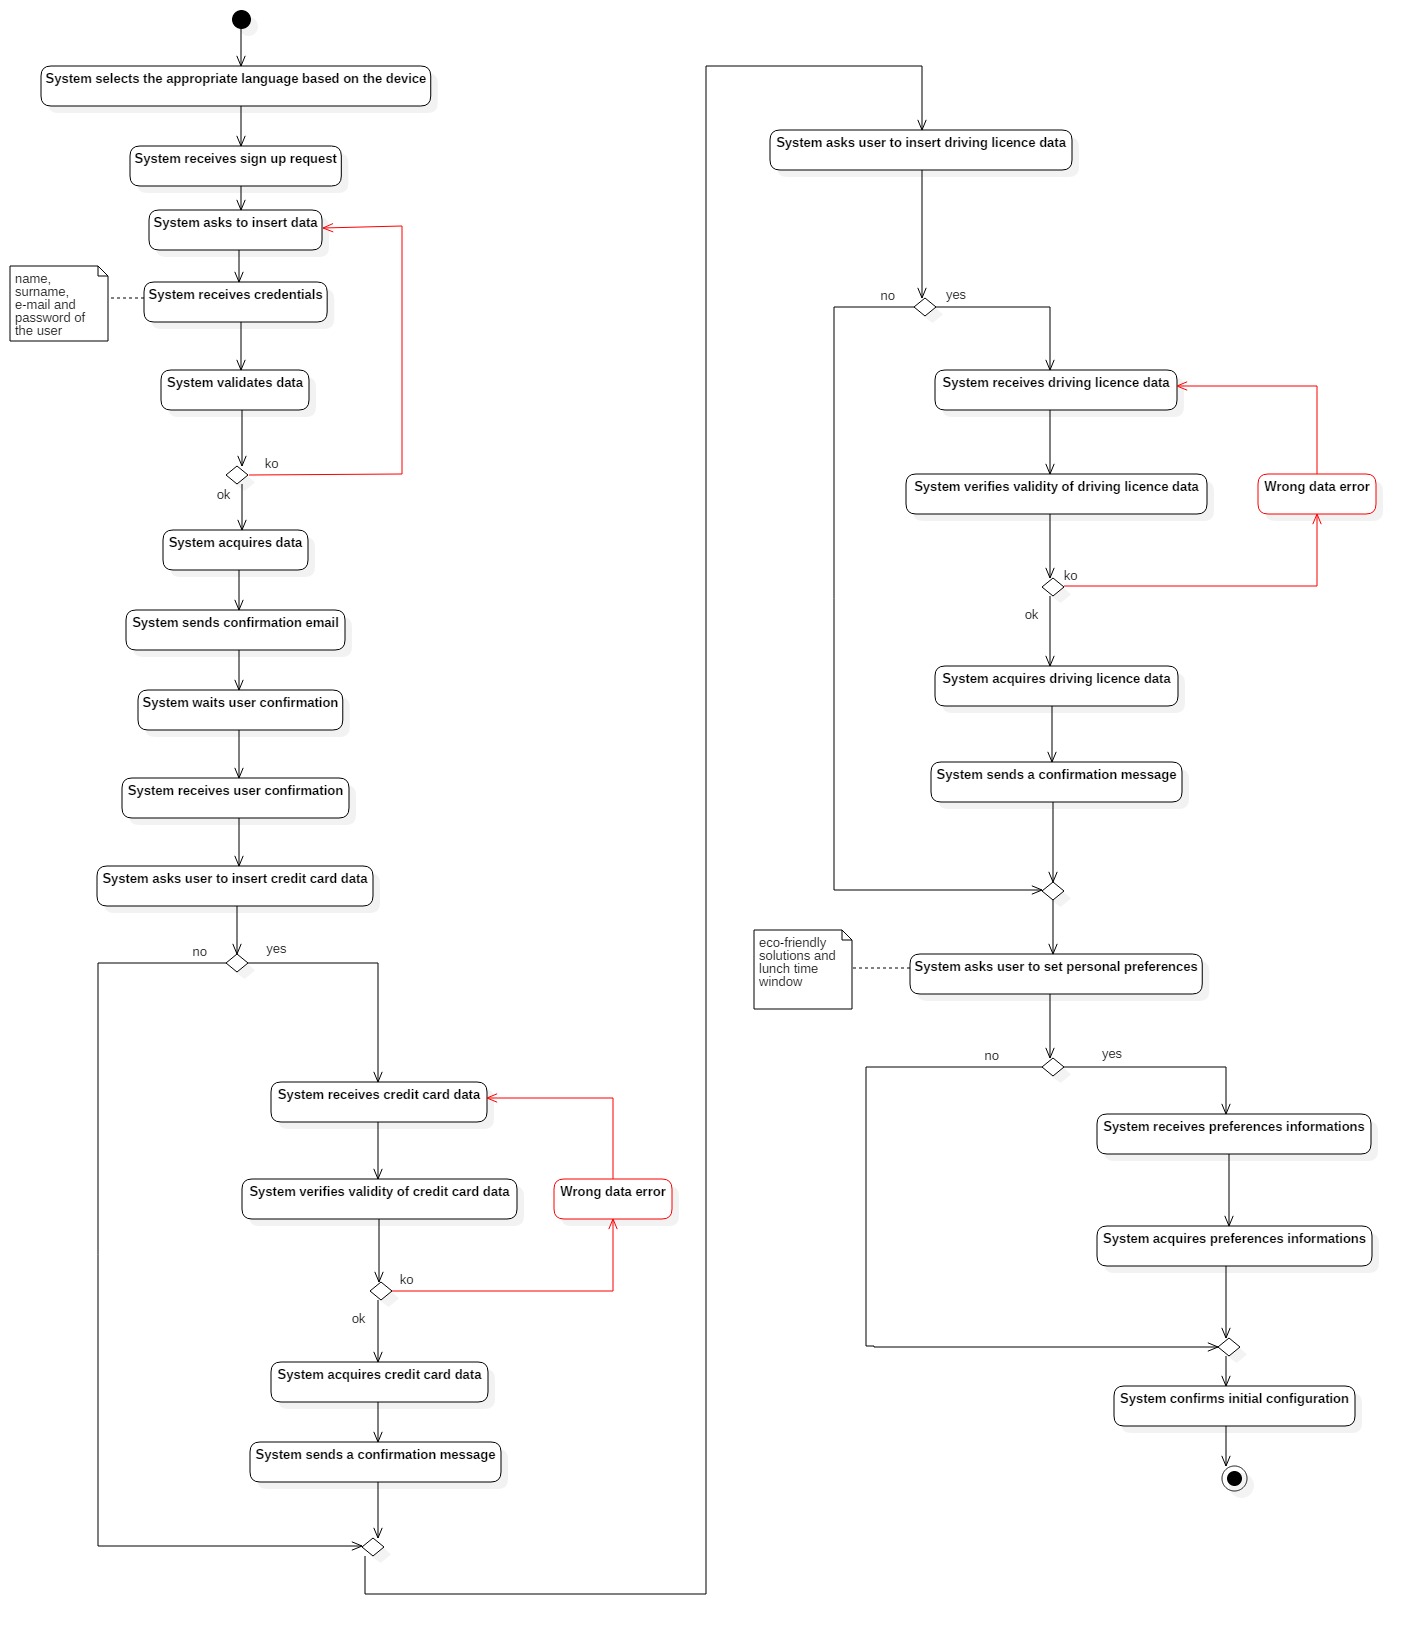 System selects the appropriate language based on the device
System receives sign up request
System asks to insert data
name,
surname,
e-mail and
password of
the user
System receives credentials
System validates data
ko
ok
System acquires data
System sends confirmation email
System waits user confirmation
System receives user confirmation
System asks user to insert credit card data
no
yes
System receives credit card data
System verifies validity of credit card data
Wrong data error
ko
ok
System acquires credit card data
System sends a confirmation message
System asks user to insert driving licence data
no
yes
System receives driving licence data
System verifies validity of driving licence data
Wrong data error
ko
ok
System acquires driving licence data
System sends a confirmation message
eco-friendly
solutions and
lunch time
window
System asks user to set personal preferences
no
yes
System receives preferences informations
System acquires preferences informations
System confirms initial configuration